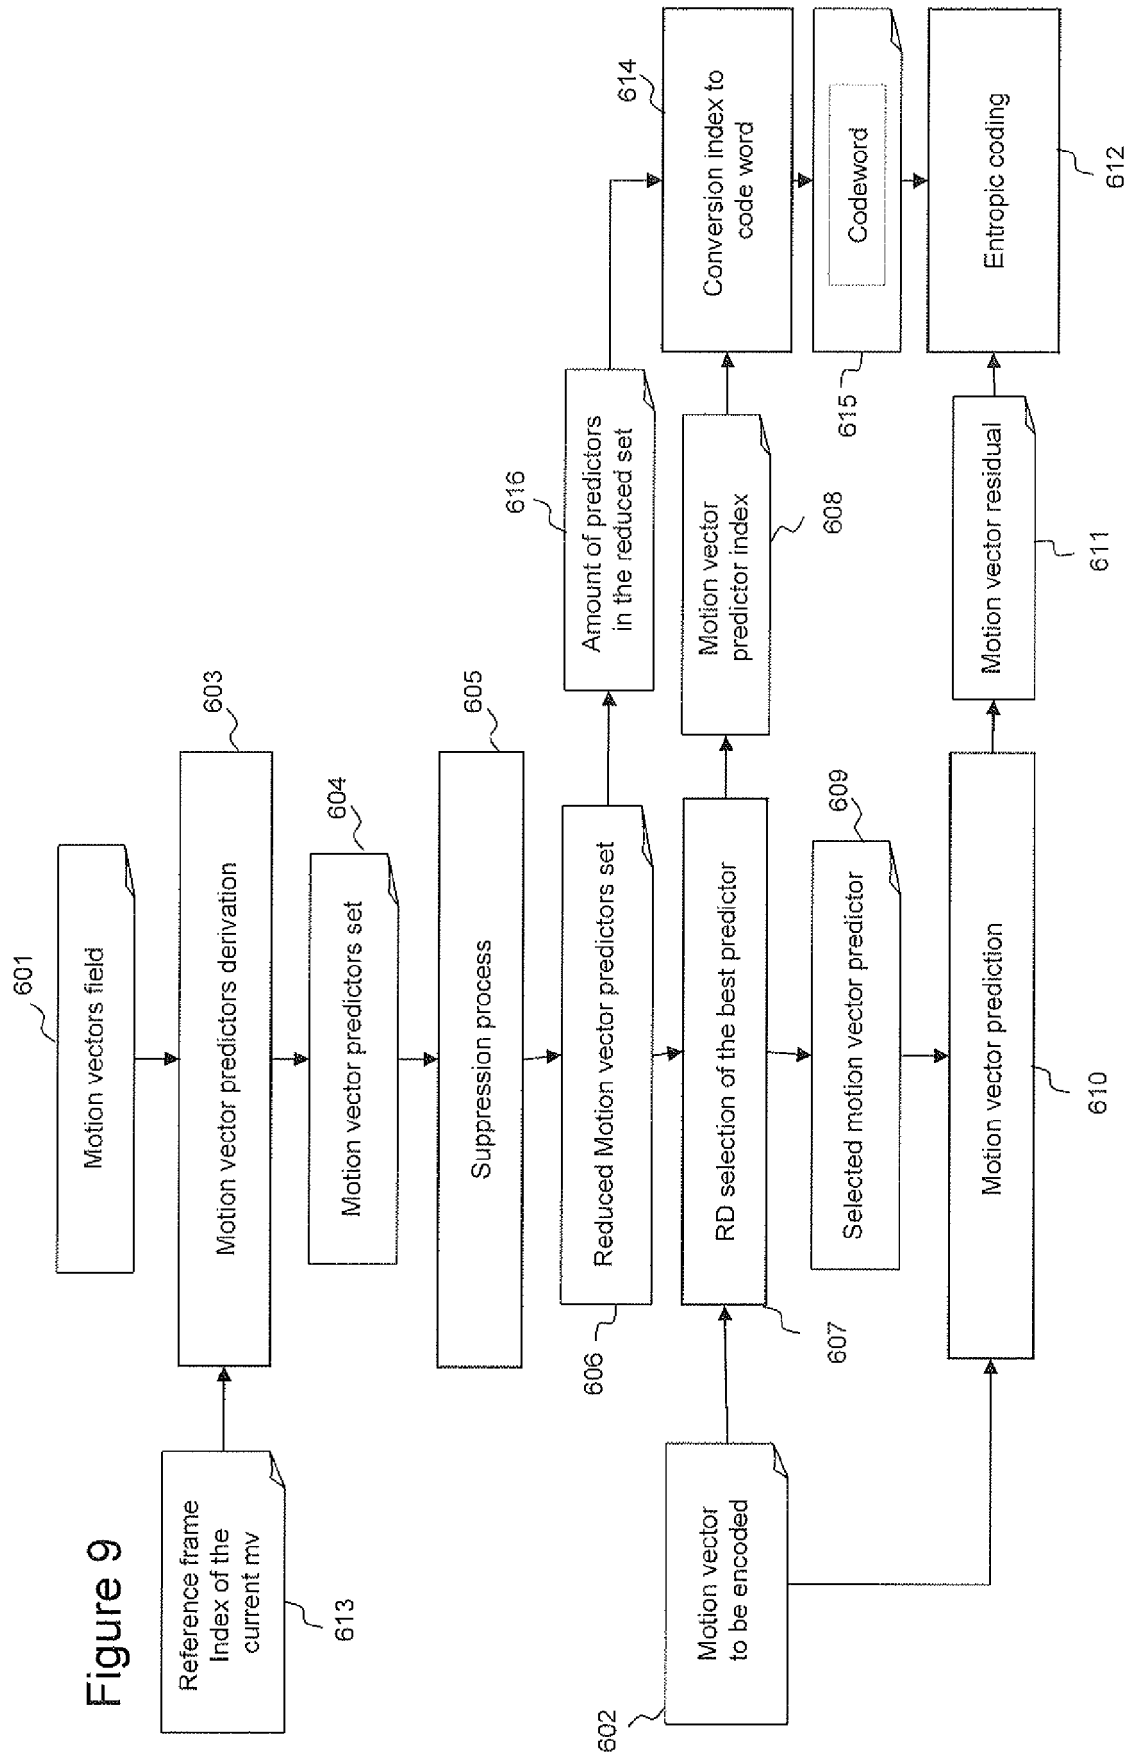 Figure 9
601
Motion vectors field
Reference frame
Index of the
current mv
613
Motion vector predictors derivation
603
Motion vector predictors set
604
Suppression process
605
606
Reduced Motion vector predictors set
616
Amount of predictors
in the reduced set
602
Motion vector
to be encoded
RD selection of the best predictor
607
Motion vector
predictor index
608
Conversion index to
code word
614
Selected motion vector predictor
609
615
Codeword
Motion vector prediction
610
Motion vector residual
611
Entropic coding
612